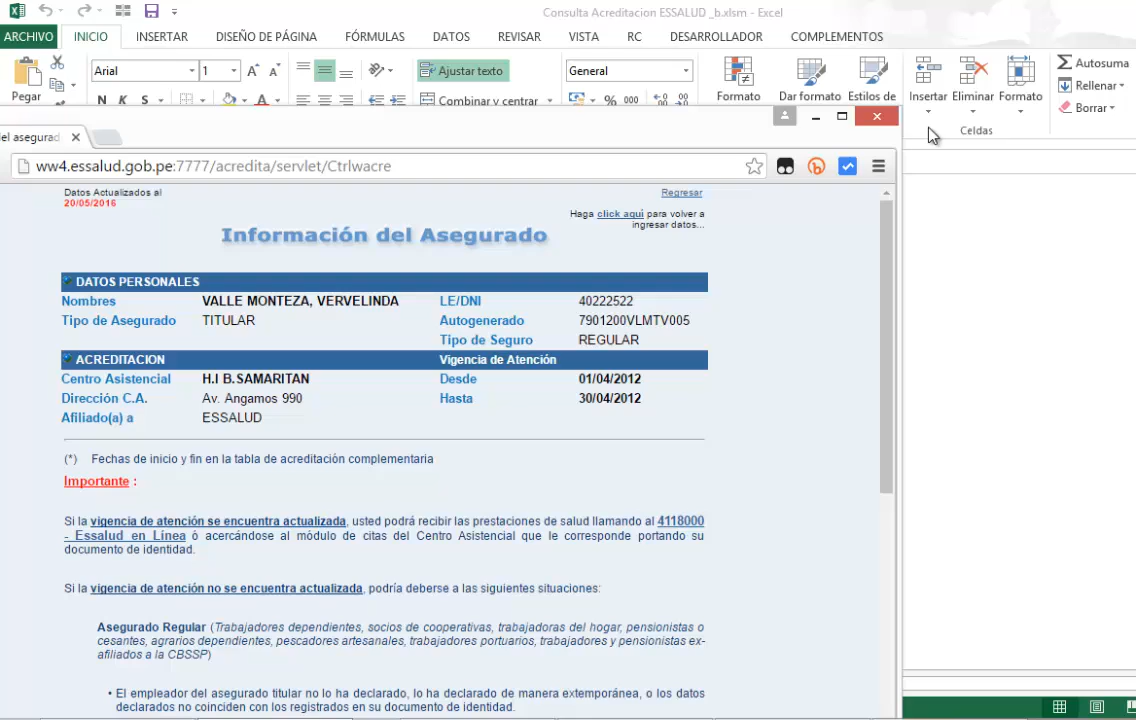 Consulta Acreditacion ESSALUD _b.xlsm - Excel
ARCHIVO INICIO INSERTAR DISEÑO DE PÁGINA FÓRMULAS DATOS REVISAR VISTA RC DESARROLLADOR COMPLEMENTOS
Arial 1 Ajustar texto General Autosuma
Pegar Formato Dar formato Estilos de Insertar Eliminar Formato Rellenar
N K S Combinar y centrar % 000 Borrar
Celdas
el asegurad
ww4.essalud.gob.pe:7777/acredita/servlet/Ctrlwacre
Datos Actualizados al Regresar
20/05/2016
Haga click aquì para volver a
ingresar datos...
Información del Asegurado
DATOS PERSONALES
Nombres VALLE MONTEZA, VERVELINDA LE/DNI 40222522
Tipo de Asegurado TITULAR Autogenerado 7901200VLMTV005
Tipo de Seguro REGULAR
ACREDITACION Vigencia de Atención
Centro Asistencial H.I B.SAMARITAN Desde 01/04/2012
Dirección C.A. Av. Angamos 990 Hasta 30/04/2012
Afiliado(a) a ESSALUD
(*) Fechas de inicio y fin en la tabla de acreditación complementaria
Importante :
Si la vigencia de atención se encuentra actualizada, usted podrá recibir las prestaciones de salud llamando al 4118000
- Essalud en Línea ó acercándose al módulo de citas del Centro Asistencial que le corresponde portando su
documento de identidad.
Si la vigencia de atención no se encuentra actualizada, podría deberse a las siguientes situaciones:
Asegurado Regular (Trabajadores dependientes, socios de cooperativas, trabajadoras del hogar, pensionistas o
cesantes, agrarios dependientes, pescadores artesanales, trabajadores portuarios, trabajadores y pensionistas ex-
afiliados a la CBSSP)
• El empleador del asegurado titular no lo ha declarado, lo ha declarado de manera extemporánea, o los datos
declarados no coinciden con los registrados en su documento de identidad.